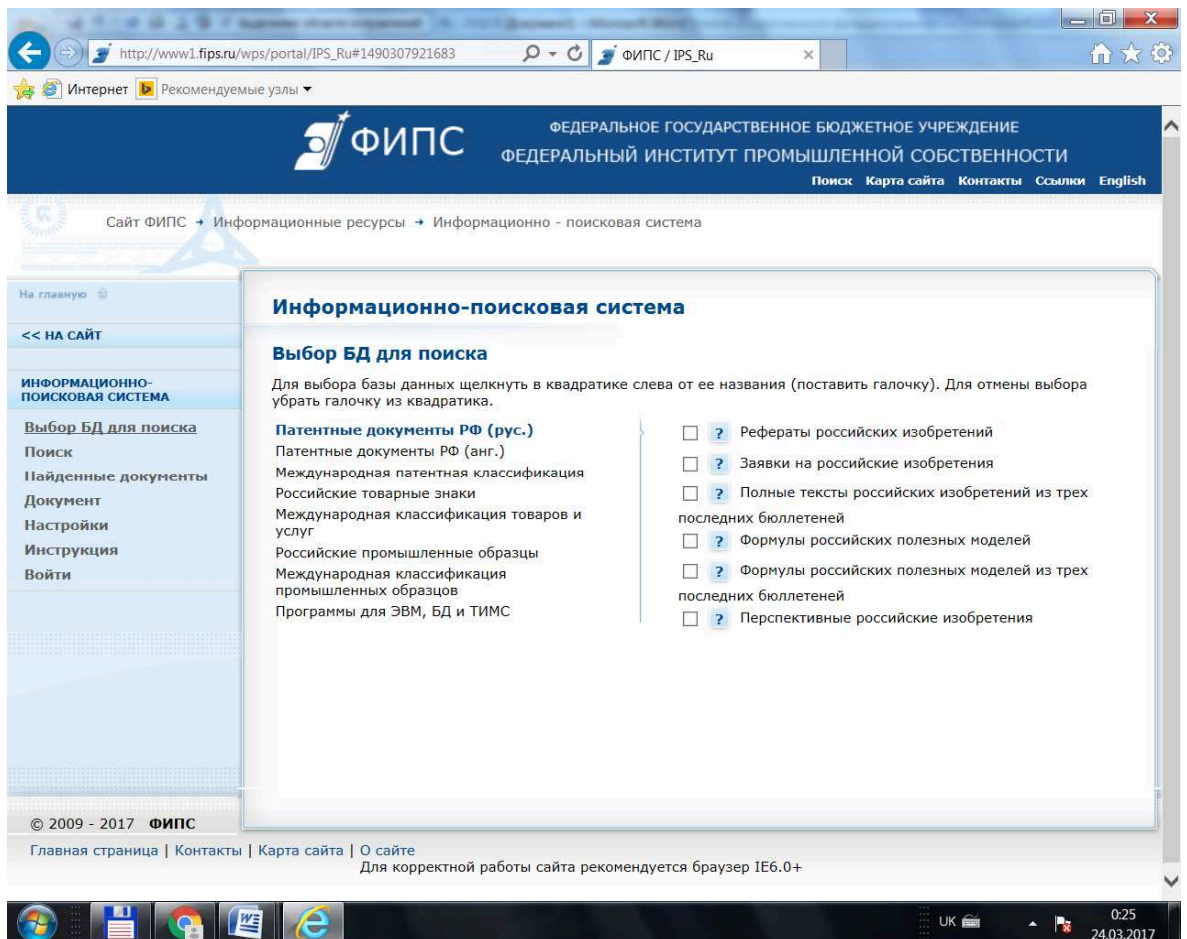 http://www1.fips.ru/wps/portal/IPS_Ru#1490307921683
ФИПС / IPS_Ru
Интернет
Рекомендуемые узлы
ФИПС
ФЕДЕРАЛЬНОЕ ГОСУДАРСТВЕННОЕ БЮДЖЕТНОЕ УЧРЕЖДЕНИЕ
ФЕДЕРАЛЬНЫЙ ИНСТИТУТ ПРОМЫШЛЕННОЙ СОБСТВЕННОСТИ
Поиск Карта сайта Контакты Ссылки English
Сайт ФИПС → Информационные ресурсы → Информационно - поисковая система
На главную
<< НА САЙТ
ИНФОРМАЦИОННО-
ПОИСКОВАЯ СИСТЕМА
Выбор БД для поиска
Поиск
Найденные документы
Документ
Настройки
Инструкция
Войти
Информационно-поисковая система
Выбор БД для поиска
Для выбора базы данных щелкнуть в квадратике слева от ее названия (поставить галочку). Для отмены выбора
убрать галочку из квадратика.
Патентные документы РФ (рус.)
Патентные документы РФ (анг.)
Международная патентная классификация
Российские товарные знаки
Международная классификация товаров и
услуг
Российские промышленные образцы
Международная классификация
промышленных образцов
Программы для ЭВМ, БД и ТИМС
? Рефераты российских изобретений
? Заявки на российские изобретения
? Полные тексты российских изобретений из трех
последних бюллетеней
? Формулы российских полезных моделей
? Формулы российских полезных моделей из трех
последних бюллетеней
? Перспективные российские изобретения
© 2009 - 2017 ФИПС
Главная страница | Контакты | Карта сайта | О сайте
Для корректной работы сайта рекомендуется браузер IE6.0+
UK
0:25
24.03.2017